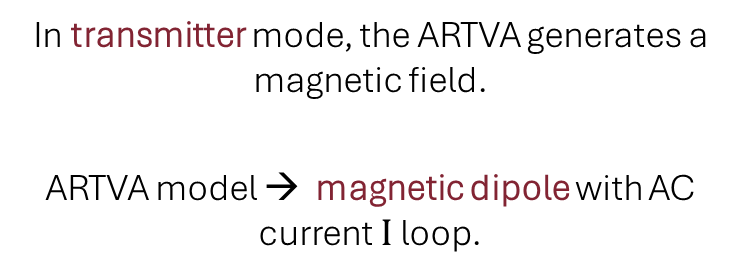 In transmitter mode, the ARTVA generates a
magnetic field.
ARTVA model → magnetic dipole with AC
current I loop.